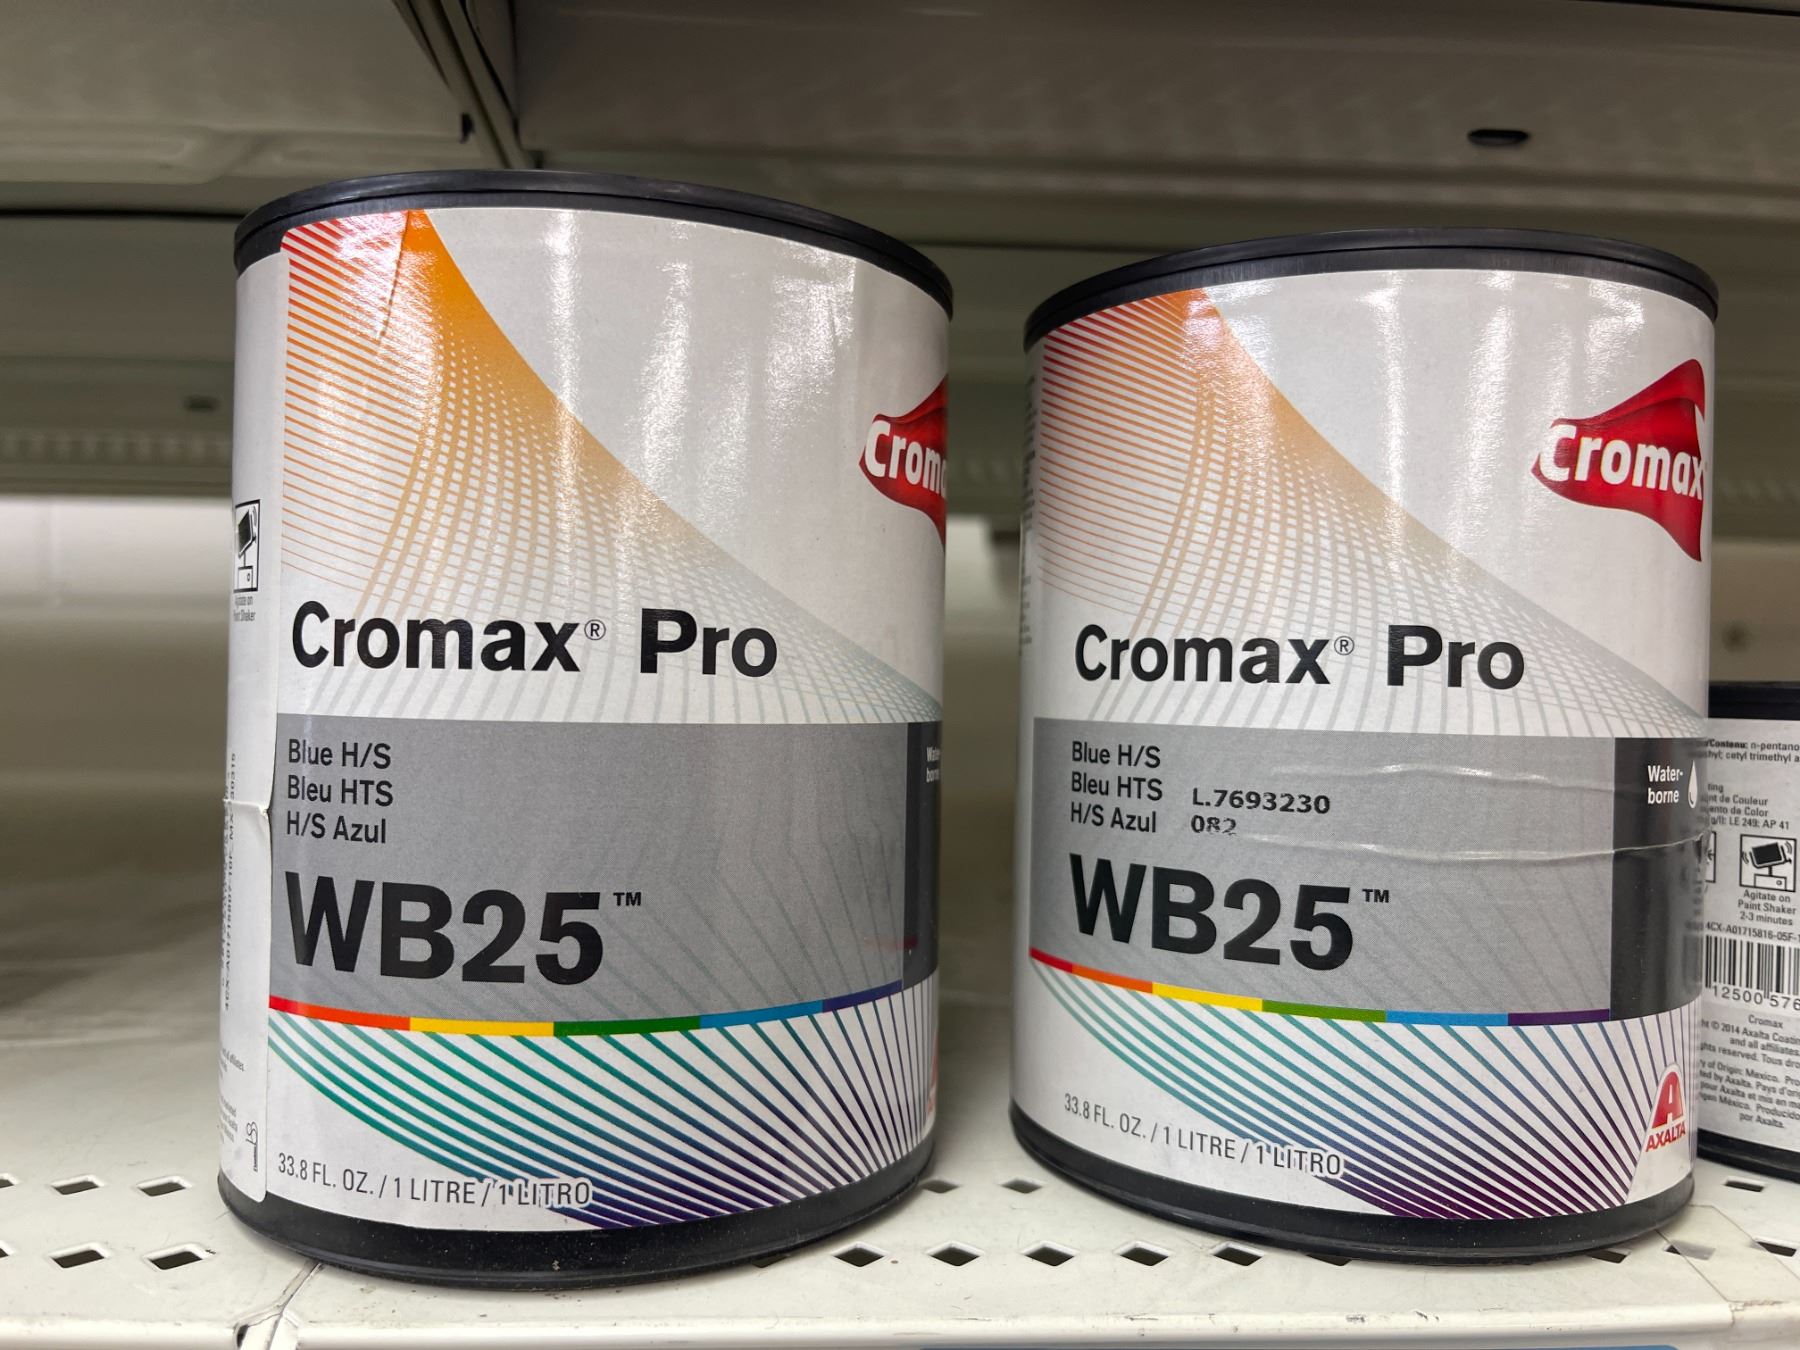 Cromax
Cromax® Pro
Blue H/S
Bleu HTS
H/S Azul
WB25™
33.8 FL. OZ. / 1 LITRE / 1 LITRO
Cromax
Cromax® Pro
Blue H/S
Bleu HTS L.7693230
H/S Azul 082
Water-
borne
WB25™
33.8 FL. OZ. / 1 LITRE / 1 LITRO
AXALTA
Agitate on
Paint Shaker
2-3 minutes
Cromax